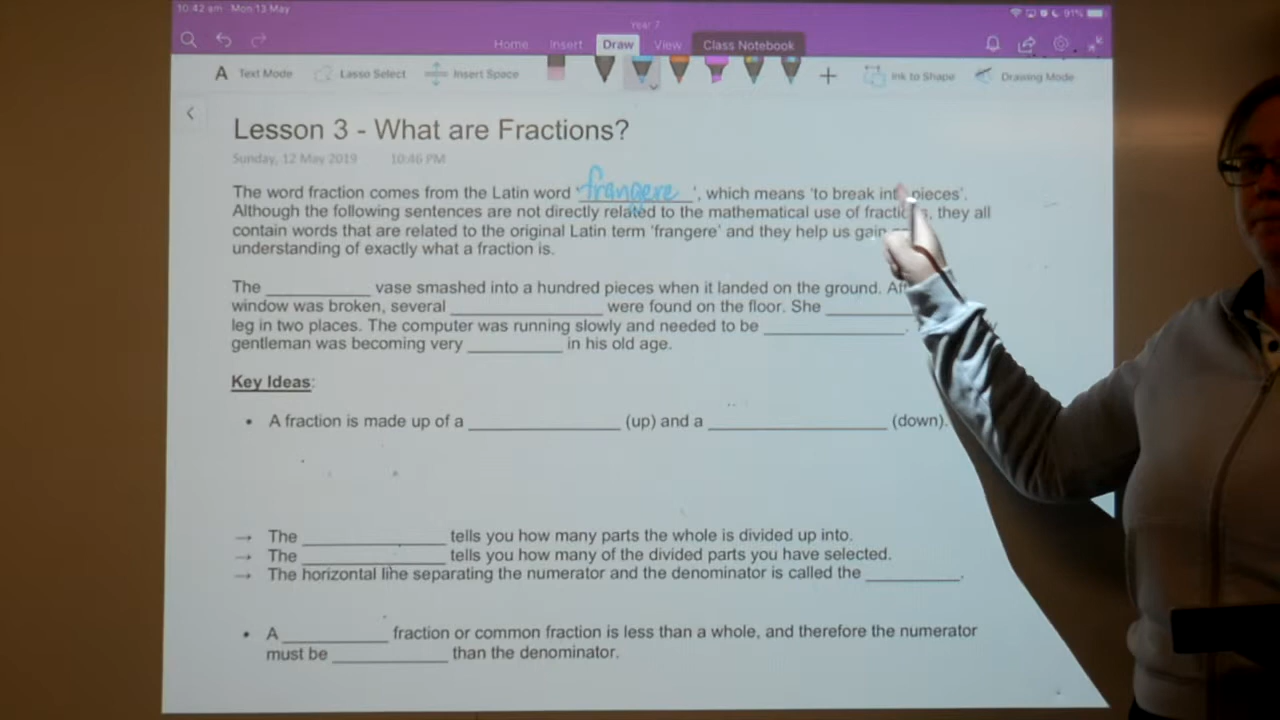 10:42 am Mon 13 May
91%
Year 7
Home Insert Draw View Class Notebook
A Text Mode Lasso Select Insert Space + Ink to Shape Drawing Mode
Lesson 3 - What are Fractions?
Sunday, 12 May 2019 10:46 PM
The word fraction comes from the Latin word 'frangere', which means 'to break into pieces'.
Although the following sentences are not directly related to the mathematical use of they all
contain words that are related to the original Latin term 'frangere' and they help us gain
understanding of exactly what a fraction is.
The ____________ vase smashed into a hundred pieces when it landed on the ground.
window was broken, several __________________ were found on the floor. She __________
leg in two places. The computer was running slowly and needed to be ________________.
gentleman was becoming very ___________ in his old age.
Key Ideas:
• A fraction is made up of a __________________ (up) and a _____________________ (down).
→ The _________________ tells you how many parts the whole is divided up into.
→ The _________________ tells you how many of the divided parts you have selected.
→ The horizontal line separating the numerator and the denominator is called the ___________.
• A ____________ fraction or common fraction is less than a whole, and therefore the numerator
must be _____________ than the denominator.